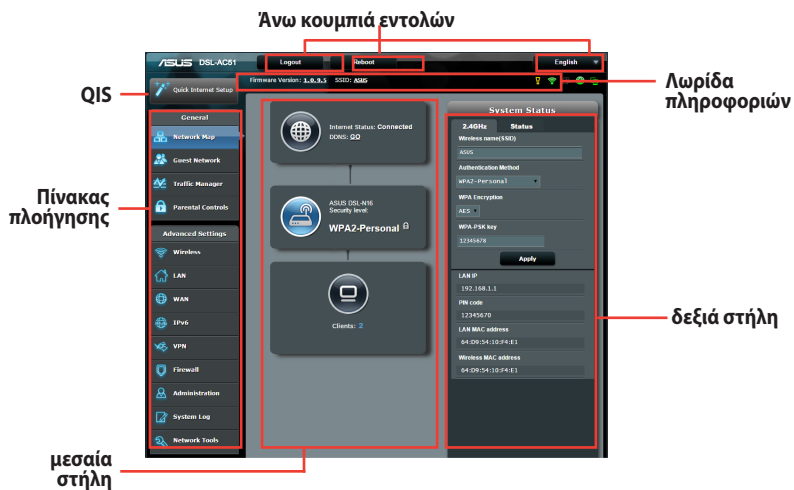 Άνω κουμπιά εντολών
ASUS DSL-AC51
Logout
Reboot
English
Firmware Version: 1.0.9.5 SSID: ASUS
Λωρίδα
πληροφοριών
QIS
Quick Internet Setup
General
Network Map
Guest Network
Traffic Manager
Parental Controls
Πίνακας
πλοήγησης
Advanced Settings
Wireless
LAN
WAN
IPv6
VPN
Firewall
Administration
System Log
Network Tools
Internet Status: Connected
DDNS: GO
ASUS DSL-N16
Security level:
WPA2-Personal
Clients: 2
System Status
2.4GHz Status
Wireless name(SSID)
ASUS
Authentication Method
WPA2-Personal
WPA Encryption
AES
WPA-PSK key
12345678
Apply
LAN IP
192.168.1.1
PIN code
12345670
LAN MAC address
64:D9:54:10:F4:E1
Wireless MAC address
64:D9:54:10:F4:E1
δεξιά στήλη
μεσαία
στήλη